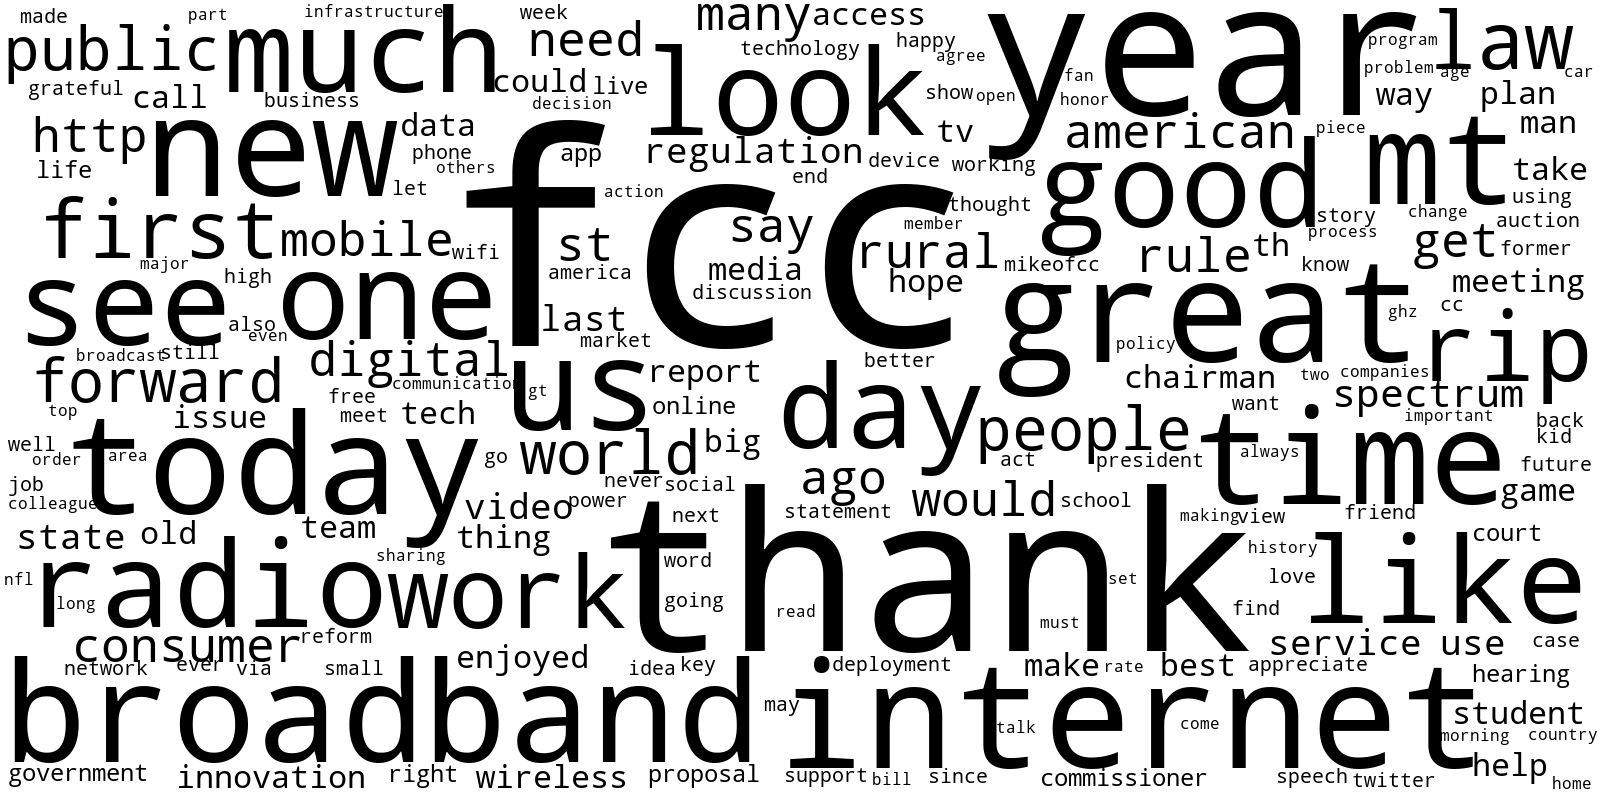 made part infrastructure week many access year program law
public much need technology happy agree look fan problem age car
grateful call business could live decision show open honor way plan
http new data phone others app regulation tv american piece mt man
life let fcc action end device working good take using
first mobile wifi st say thought member rural story process change auction
major high america media discussion hope mikeofcc rule th know get former meeting
see one also even last market great ghz cc rip
broadcast still digital us report better policy chairman two companies
forward communication gt free meet tech online day want spectrum important
top issue people time back kid
well order area today go world big act president always future
job colleague never social ago would school game
state old team video power thing next statement making view friend court
nfl long radio sharing work thank word set history love like
going read must find
consumer reform enjoyed service use case
network ever via small idea key deployment make rate best appreciate hearing
broadband may internet talk come student morning country
government innovation right wireless proposal support bill since commissioner speech twitter help home